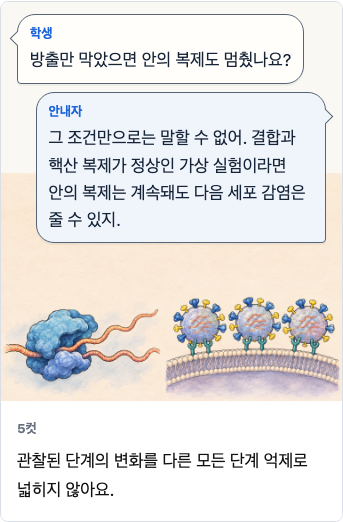 학생
방출만 막았으면 안의 복제도 멈췄나요?
안내자
그 조건만으로는 말할 수 없어. 결합과
핵산 복제가 정상인 가상 실험이라면
안의 복제는 계속돼도 다음 세포 감염은
줄 수 있지.
5컷
관찰된 단계의 변화를 다른 모든 단계 억제로
넓히지 않아요.